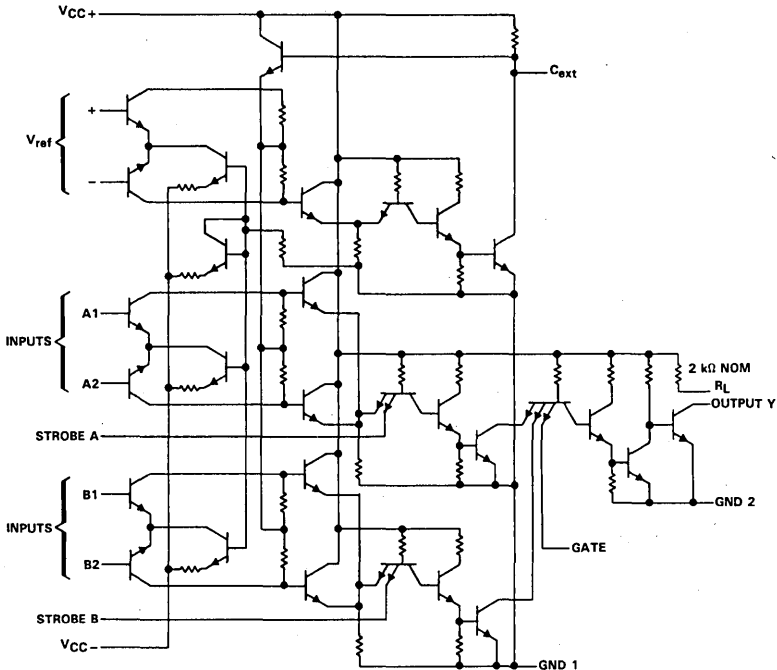 VCC+
Cext
Vref
+
−
INPUTS
A1
A2
STROBE A
2 kΩ NOM
RL
OUTPUT Y
INPUTS
B1
B2
GND 2
GATE
STROBE B
VCC−
GND 1